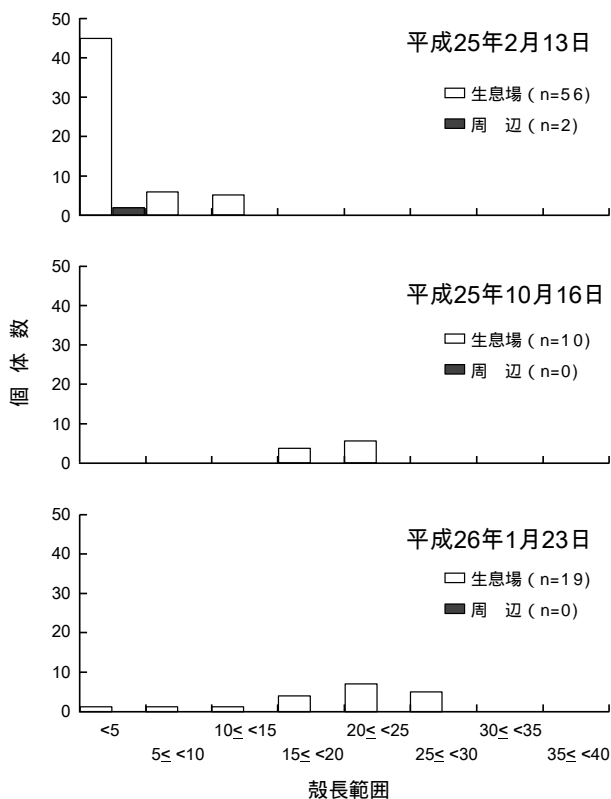 50
40
30
20
10
0
平成25年2月13日
生息場(n=56)
周 辺(n=2)
50
40
30
20
10
0
平成25年10月16日
生息場(n=10)
周 辺(n=0)
個 体 数
50
40
30
20
10
0
平成26年1月23日
生息場(n=19)
周 辺(n=0)
<5 10≤ <15 20≤ <25 30≤ <35
5≤ <10 15≤ <20 25≤ <30 35≤ <40
殻長範囲